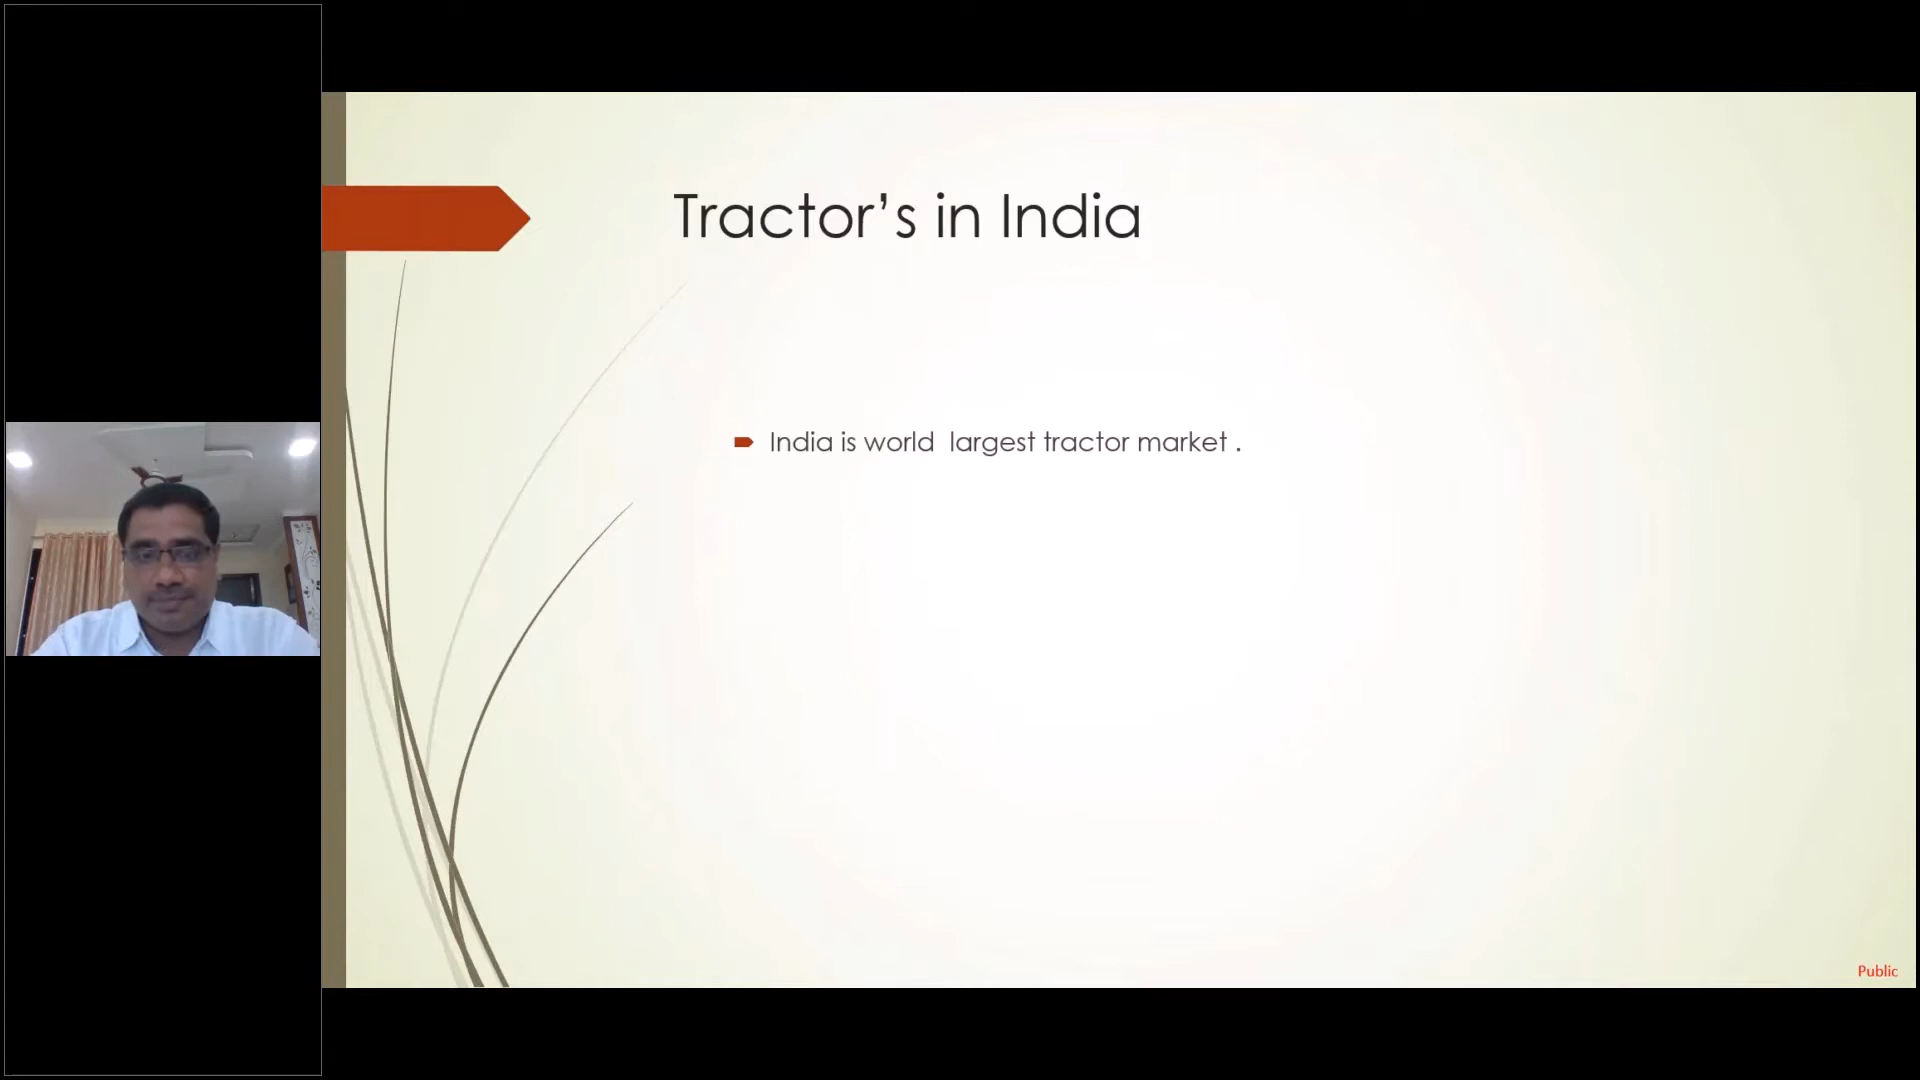 Tractor’s in India
India is world  largest tractor market .
Public